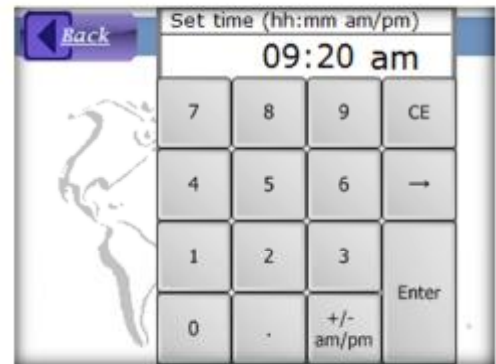 Back
Set time (hh:mm am/pm)
09:20 am
7 8 9 CE
4 5 6 →
1 2 3
Enter
0 . +/-
am/pm